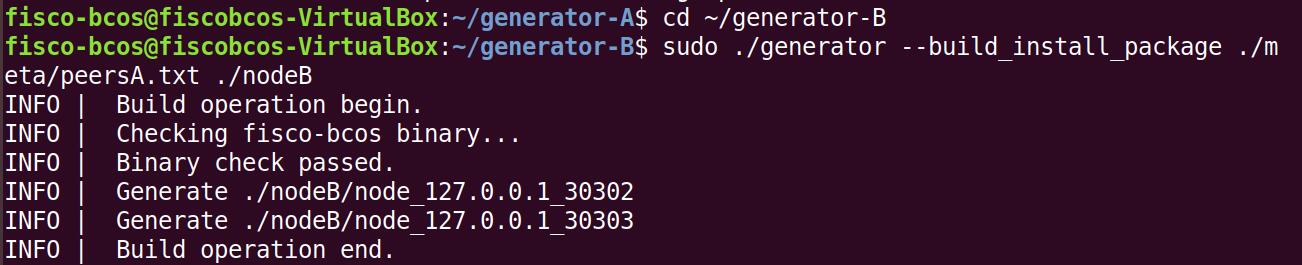 fisco-bcos@fiscobcos-VirtualBox:~/generator-A$ cd ~/generator-B
fisco-bcos@fiscobcos-VirtualBox:~/generator-B$ sudo ./generator --build_install_package ./m
eta/peersA.txt ./nodeB
INFO |  Build operation begin.
INFO |  Checking fisco-bcos binary...
INFO |  Binary check passed.
INFO |  Generate ./nodeB/node_127.0.0.1_30302
INFO |  Generate ./nodeB/node_127.0.0.1_30303
INFO |  Build operation end.